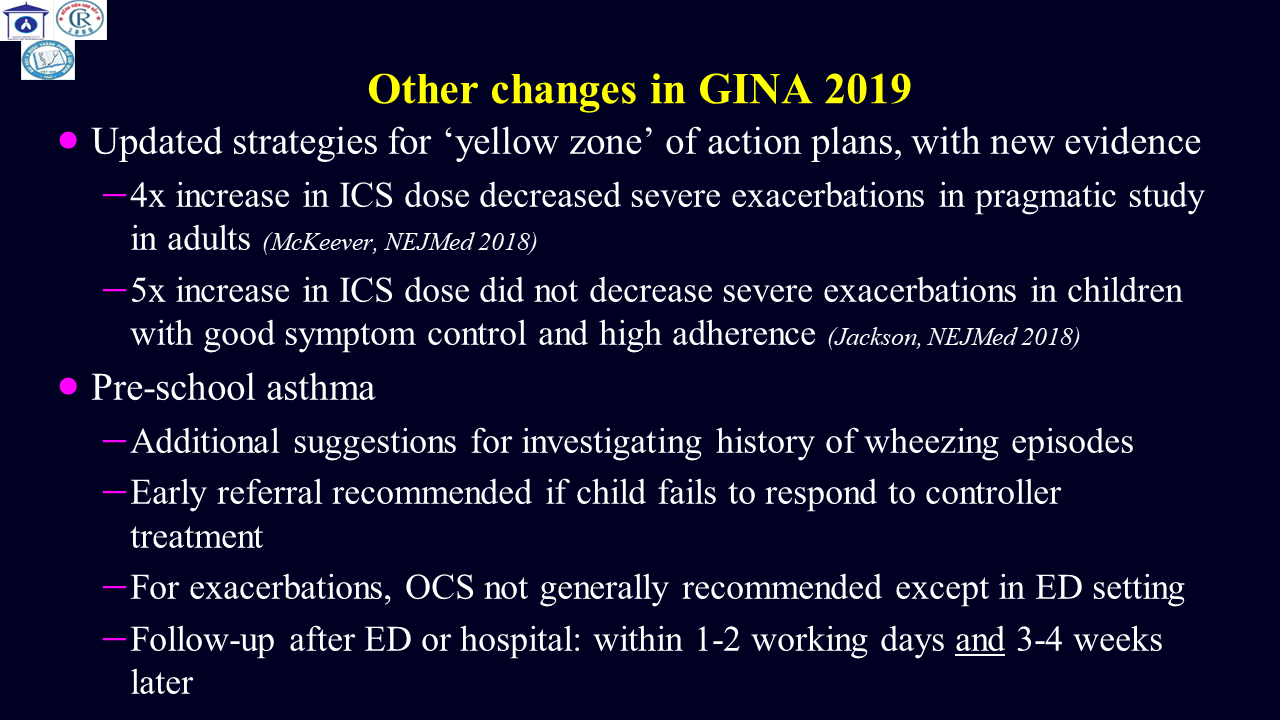 Other changes in GINA 2019
● Updated strategies for ‘yellow zone’ of action plans, with new evidence
–4x increase in ICS dose decreased severe exacerbations in pragmatic study
in adults (McKeever, NEJMed 2018)
–5x increase in ICS dose did not decrease severe exacerbations in children
with good symptom control and high adherence (Jackson, NEJMed 2018)
● Pre-school asthma
–Additional suggestions for investigating history of wheezing episodes
–Early referral recommended if child fails to respond to controller
treatment
–For exacerbations, OCS not generally recommended except in ED setting
–Follow-up after ED or hospital: within 1-2 working days and 3-4 weeks
later